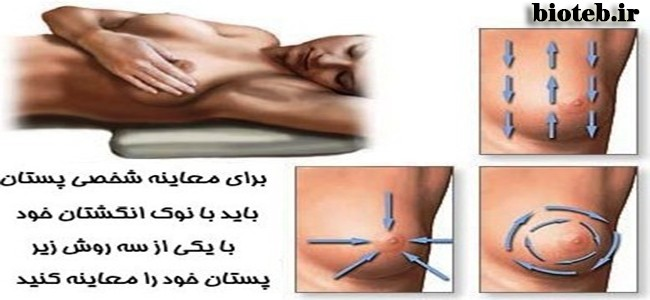 bioteb.ir
برای معاینه شخصی پستان
باید با نوک انگشتان خود
با یکی از سه روش زیر
پستان خود را معاینه کنید